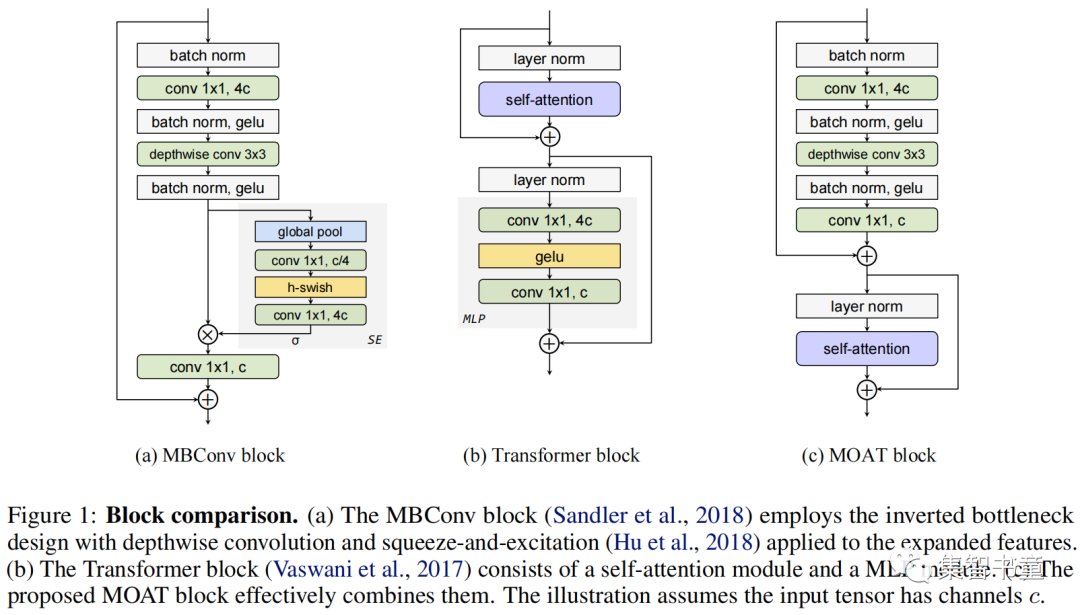 batch norm
conv 1x1, 4c
batch norm, gelu
depthwise conv 3x3
batch norm, gelu
global pool
conv 1x1, c/4
h-swish
conv 1x1, 4c
σ
SE
conv 1x1, c
(a) MBConv block
layer norm
self-attention
layer norm
conv 1x1, 4c
gelu
conv 1x1, c
MLP
(b) Transformer block
batch norm
conv 1x1, 4c
batch norm, gelu
depthwise conv 3x3
batch norm, gelu
conv 1x1, c
layer norm
self-attention
(c) MOAT block
Figure 1: Block comparison. (a) The MBConv block (Sandler et al., 2018) employs the inverted bottleneck
design with depthwise convolution and squeeze-and-excitation (Hu et al., 2018) applied to the expanded features.
(b) The Transformer block (Vaswani et al., 2017) consists of a self-attention module and a The
proposed MOAT block effectively combines them. The illustration assumes the input tensor has channels c.
集智书童